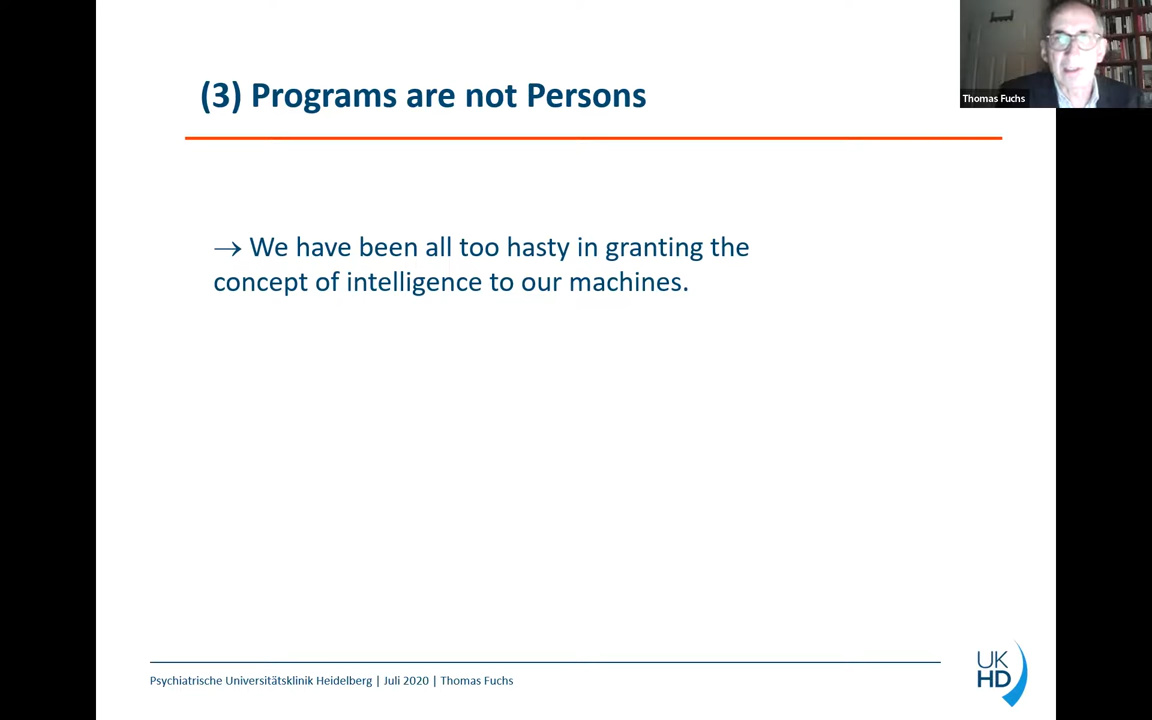 (3) Programs are not Persons
Thomas Fuchs
→ We have been all too hasty in granting the
concept of intelligence to our machines.
Psychiatrische Universitätsklinik Heidelberg | Juli 2020 | Thomas Fuchs
UK
HD